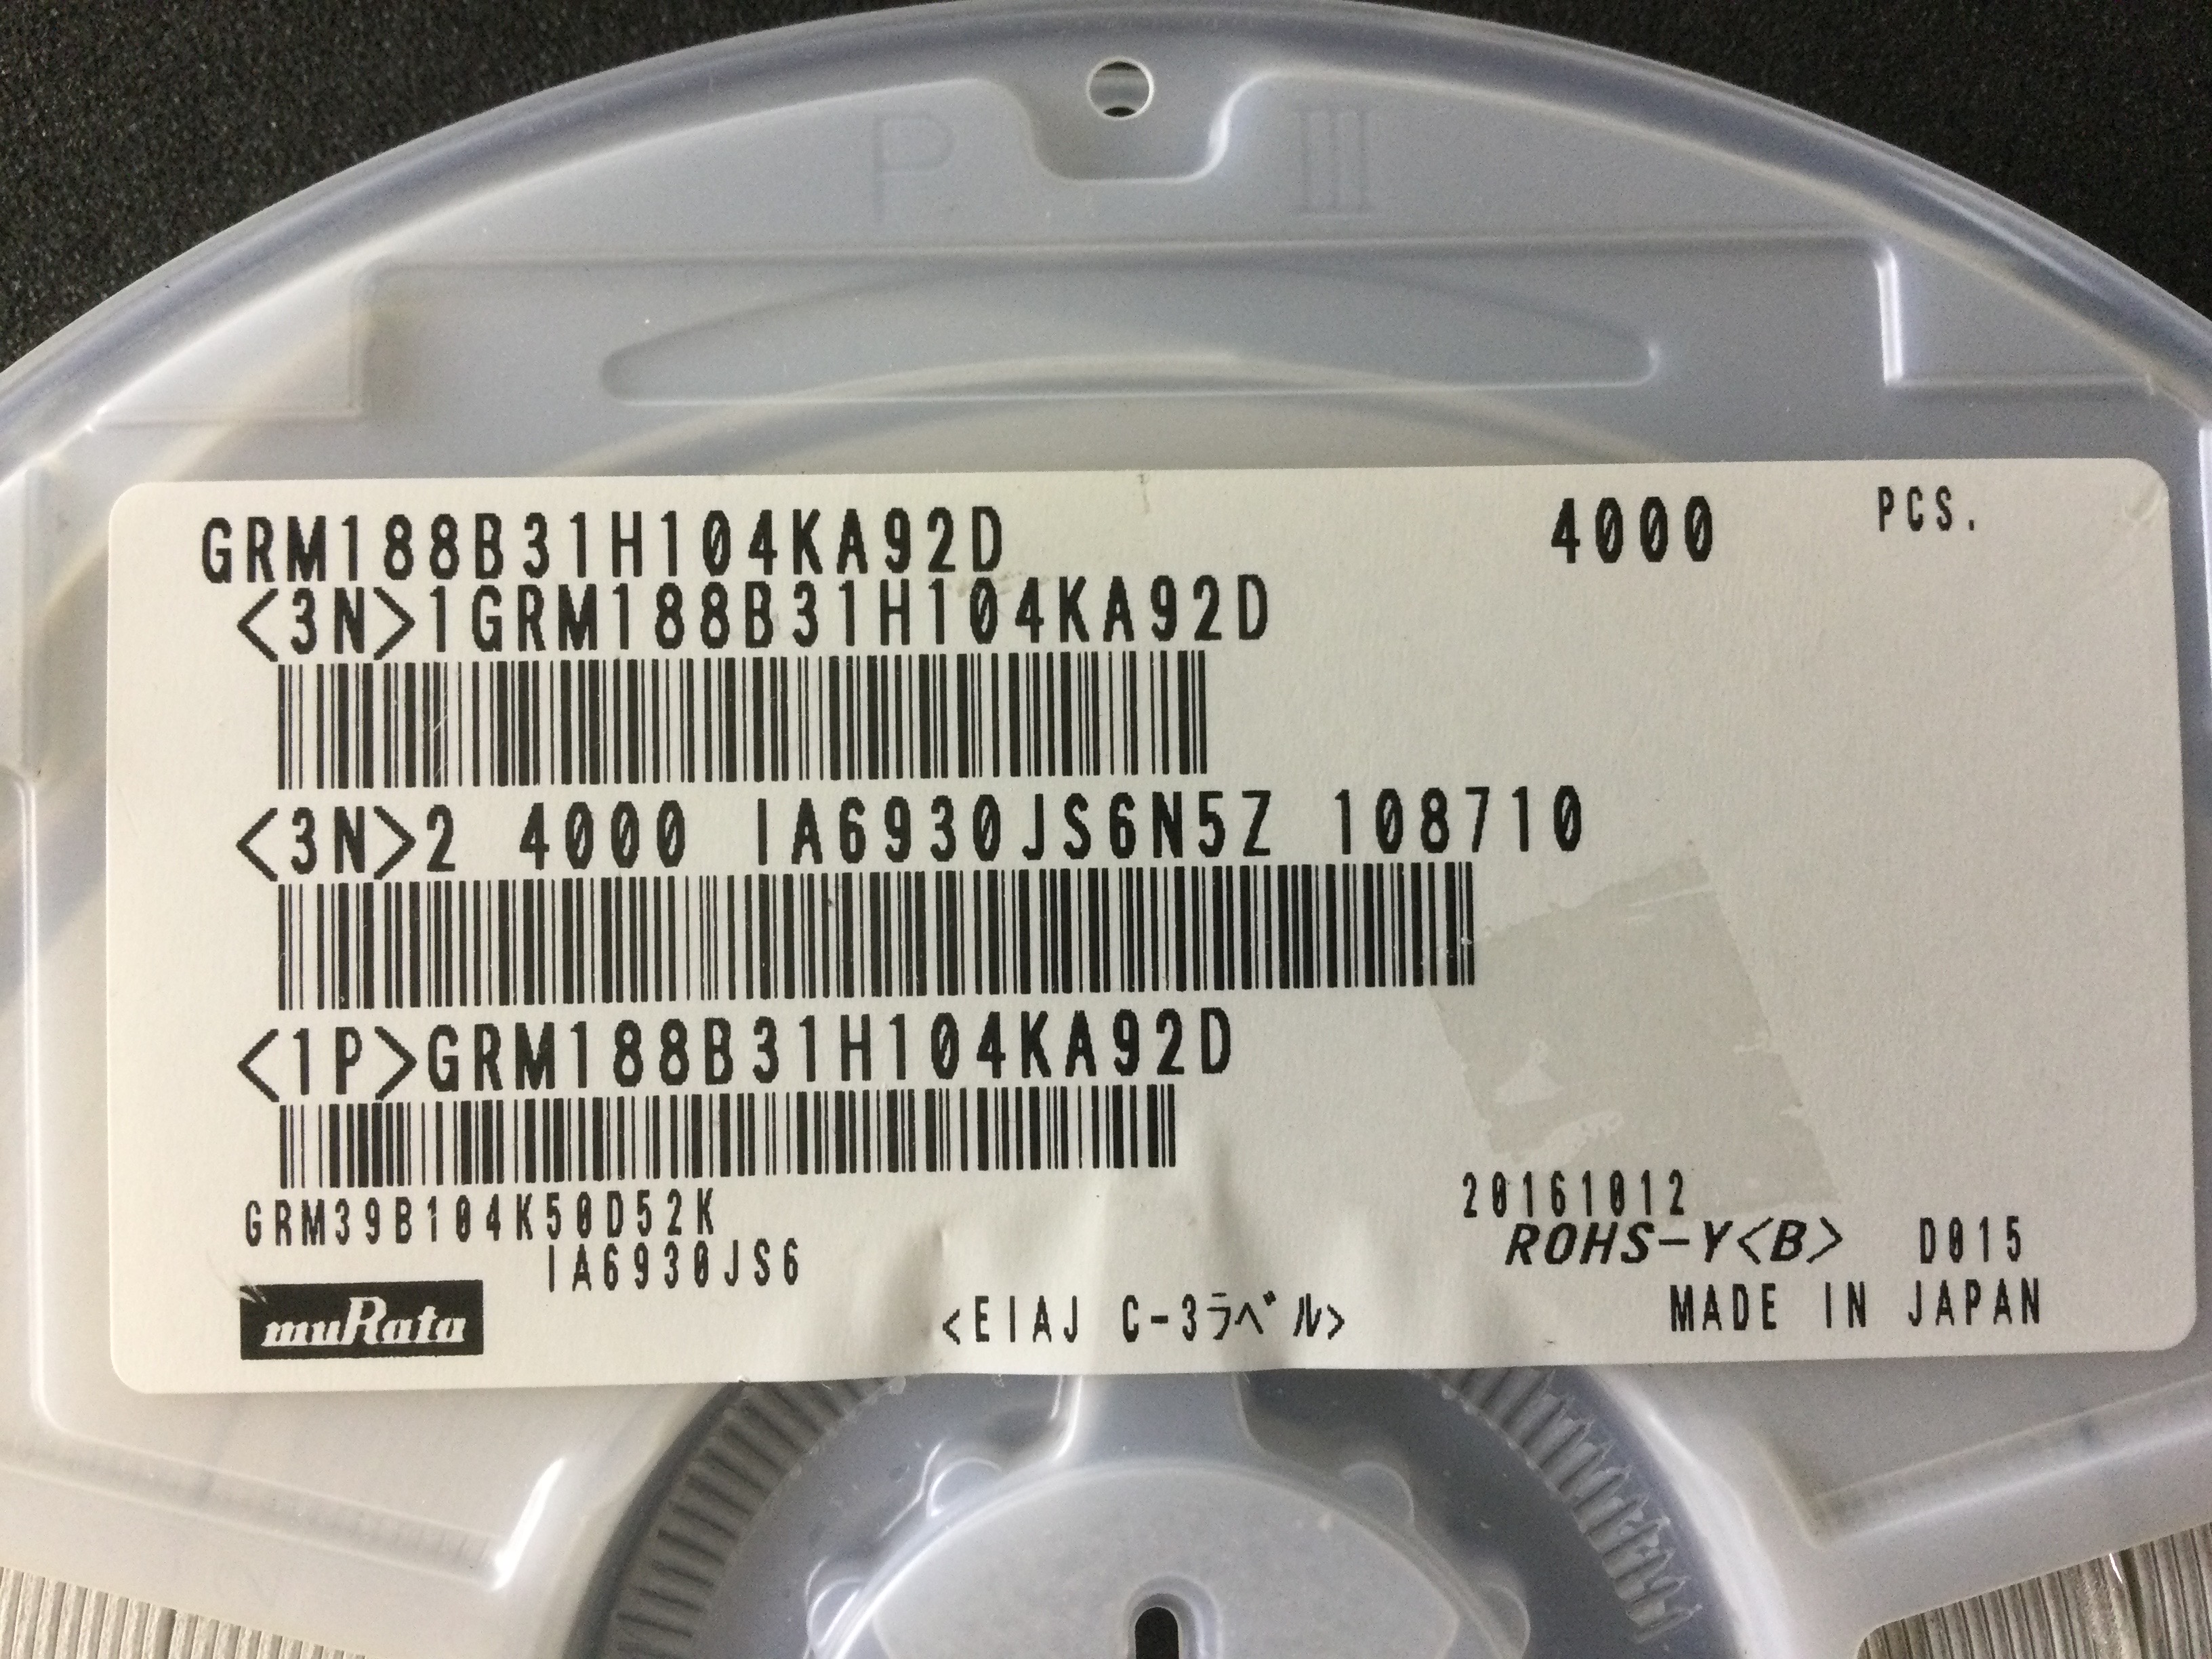 P III
GRM188B31H104KA92D 4000 PCS.
<3N>1GRM188B31H104KA92D
<3N>2 4000 IA6930JS6N5Z 108710
<1P>GRM188B31H104KA92D
GRM39B104K50D52K 20161012
IA6930JS6 ROHS-Y<B> D015
muRata <EIAJ C-3ラベル> MADE IN JAPAN